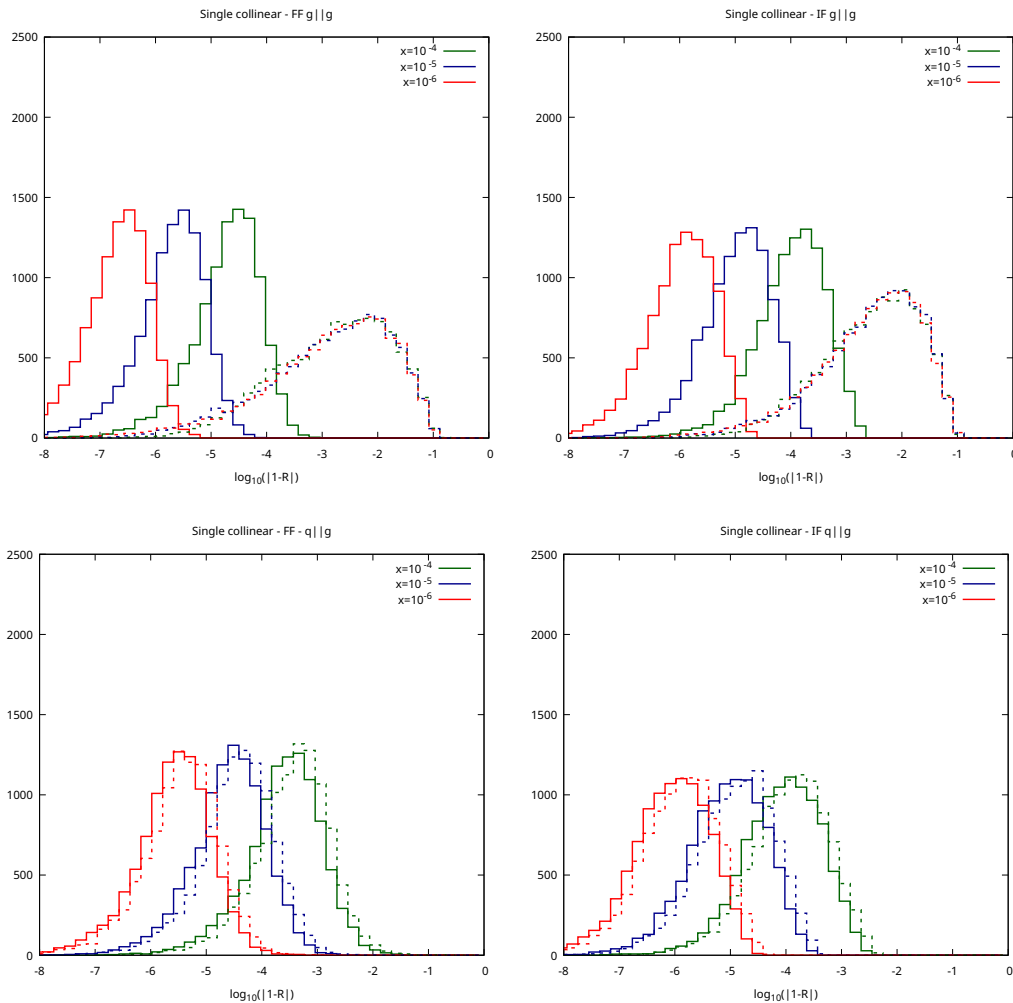 Single collinear - FF g||g
2500
2000
1500
1000
500
0
x=10^-4
x=10^-5
x=10^-6
-8 -7 -6 -5 -4 -3 -2 -1 0
log10(|1-R|)
Single collinear - IF g||g
2500
2000
1500
1000
500
0
x=10^-4
x=10^-5
x=10^-6
-8 -7 -6 -5 -4 -3 -2 -1 0
log10(|1-R|)
Single collinear - FF - q||g
2500
2000
1500
1000
500
0
x=10^-4
x=10^-5
x=10^-6
-8 -7 -6 -5 -4 -3 -2 -1 0
log10(|1-R|)
Single collinear - IF q||g
2500
2000
1500
1000
500
0
x=10^-4
x=10^-5
x=10^-6
-8 -7 -6 -5 -4 -3 -2 -1 0
log10(|1-R|)